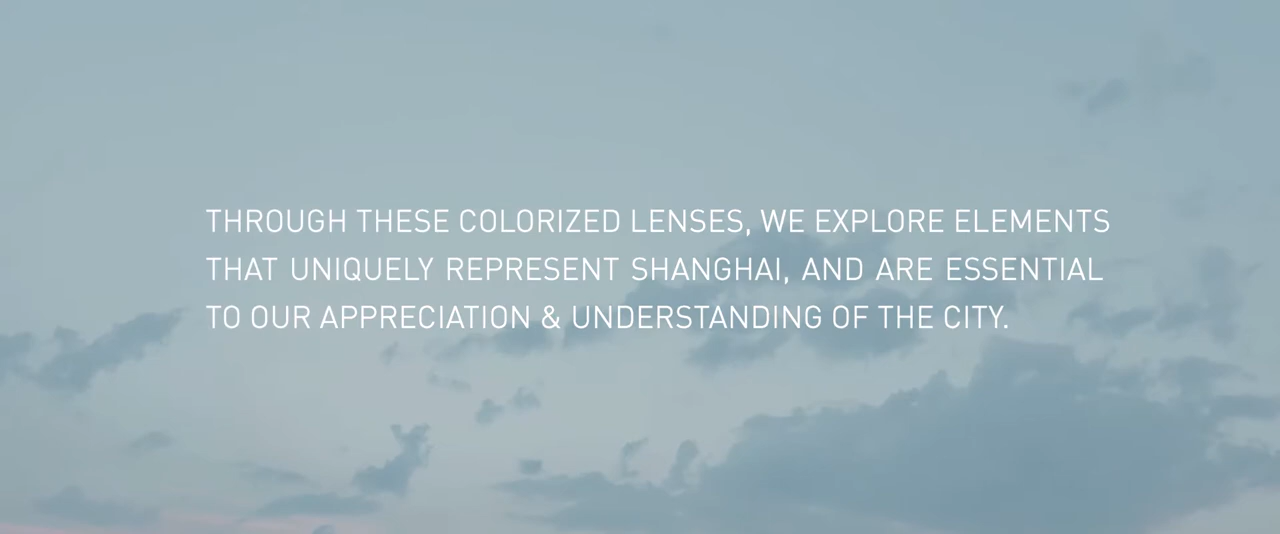 THROUGH THESE COLORIZED LENSES, WE EXPLORE ELEMENTS
THAT UNIQUELY REPRESENT SHANGHAI, AND ARE ESSENTIAL
TO OUR APPRECIATION & UNDERSTANDING OF THE CITY.